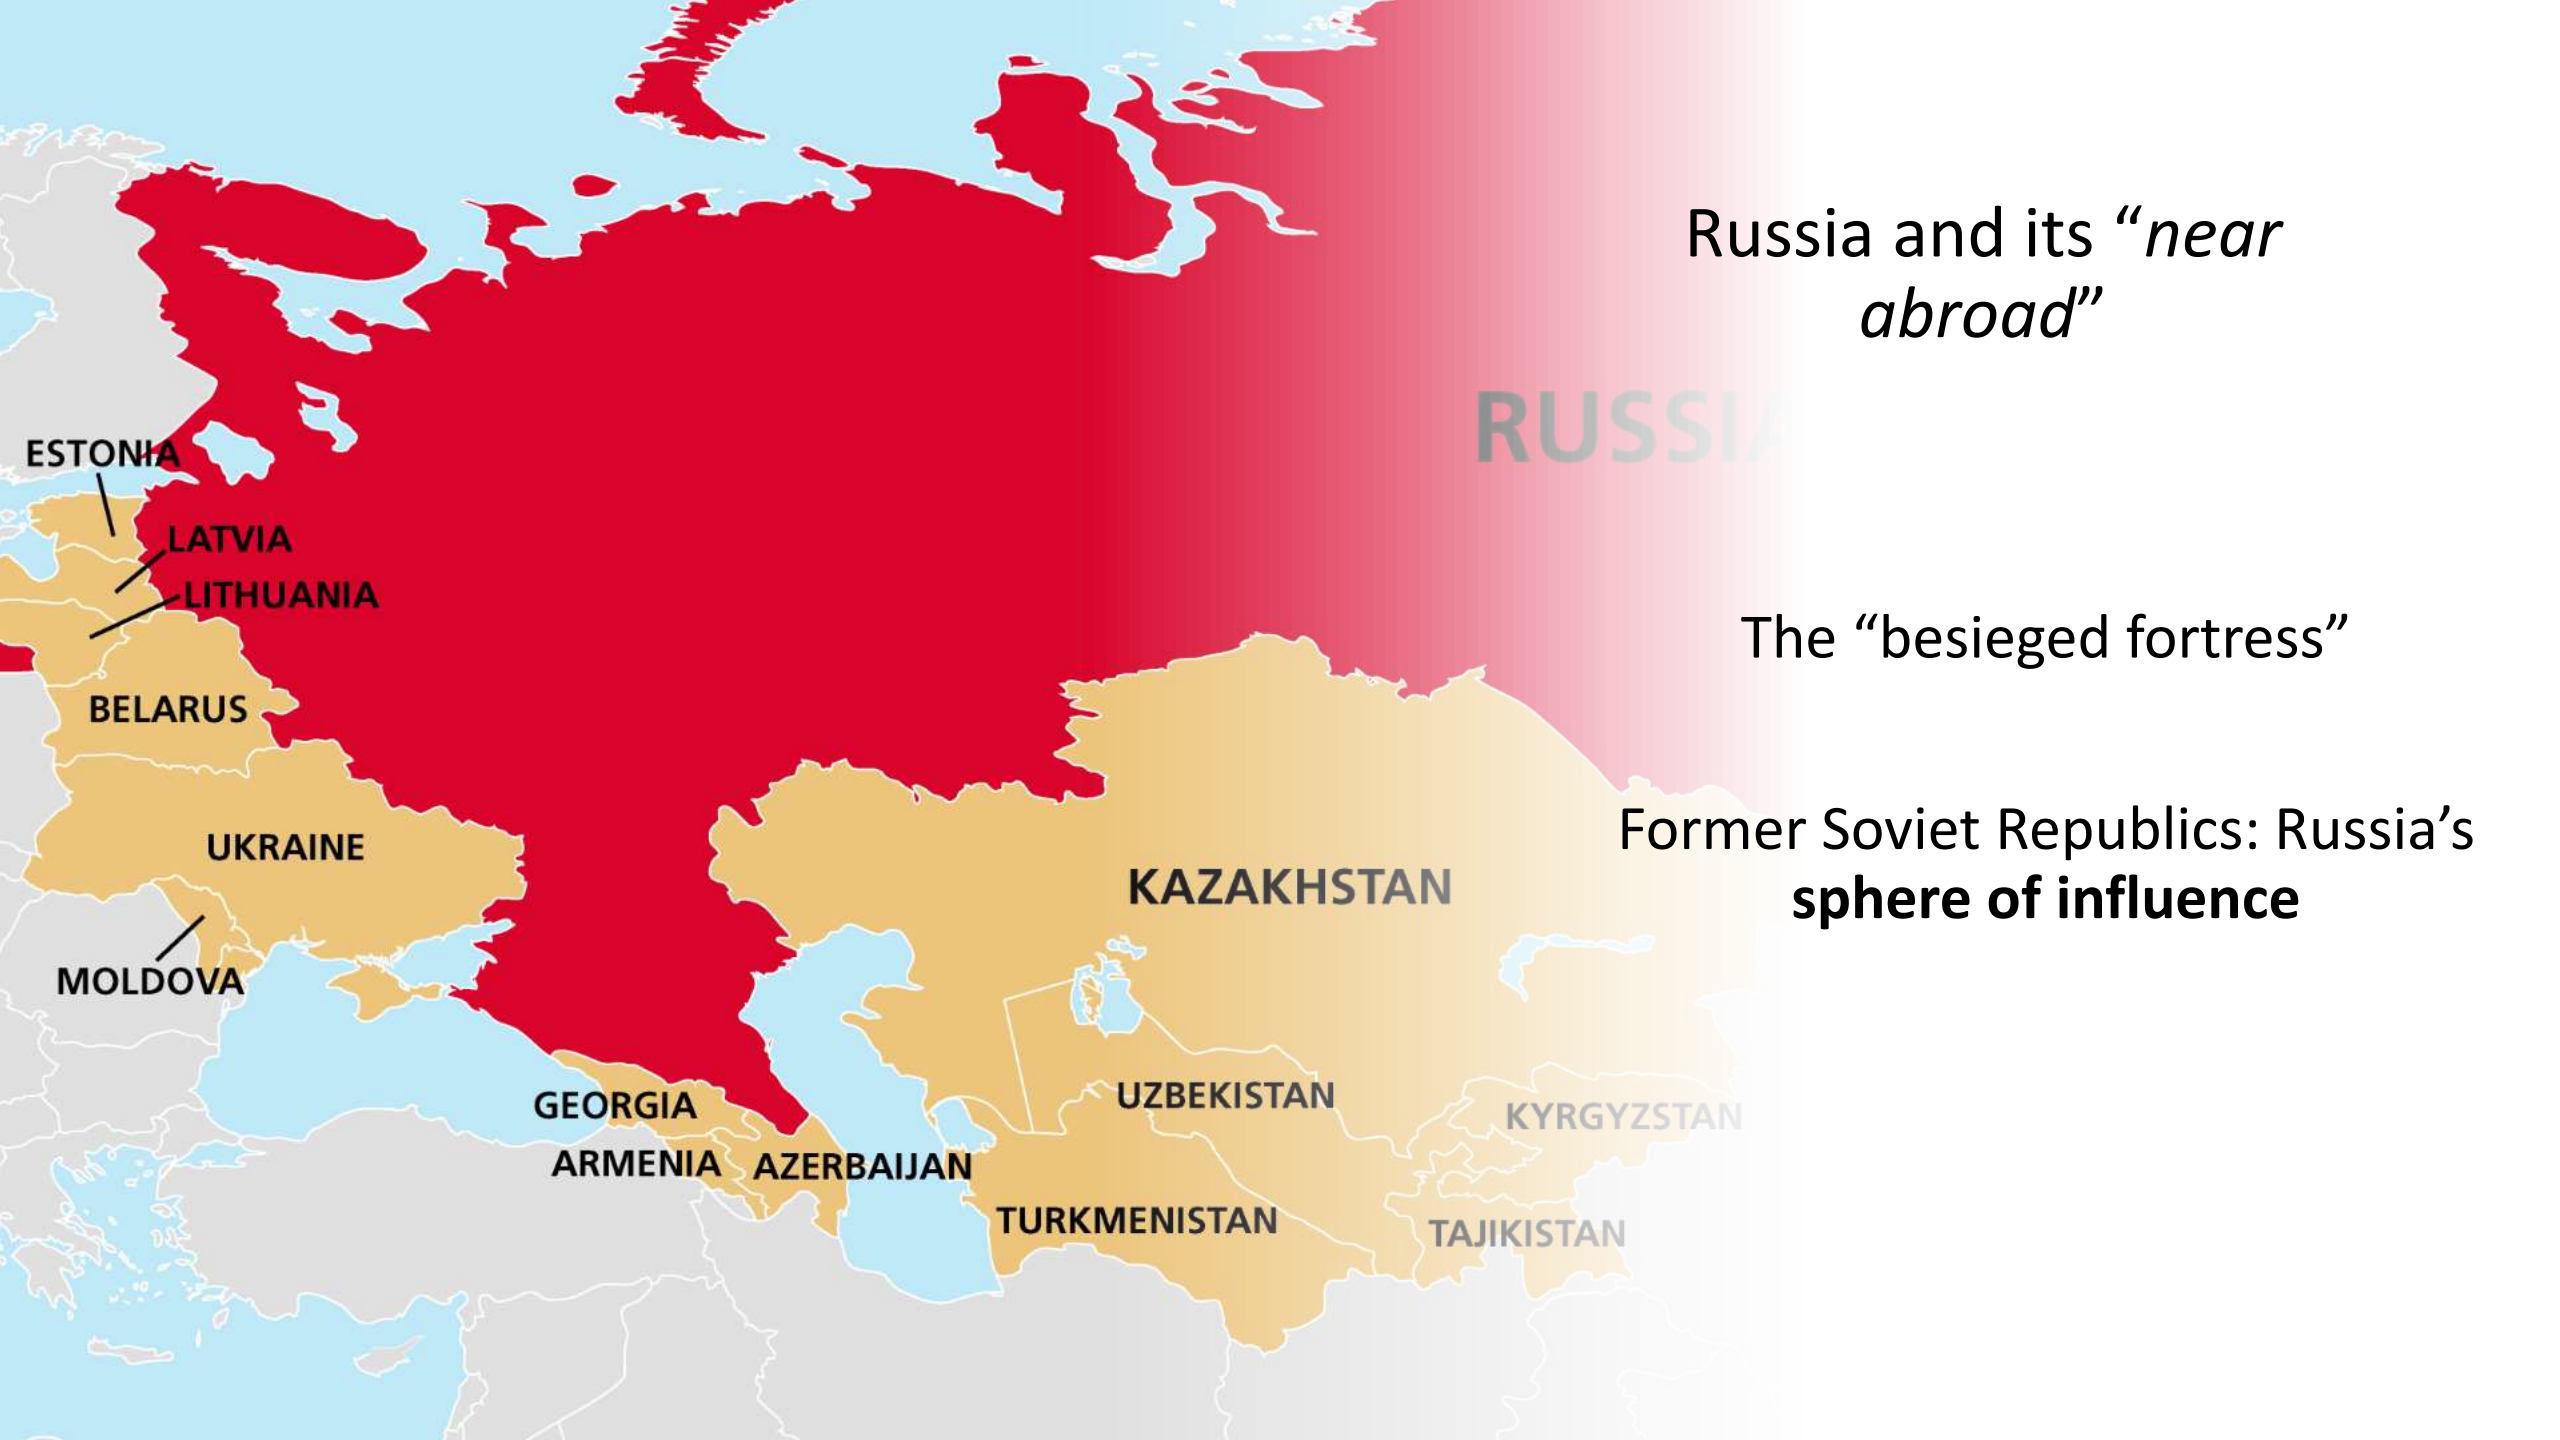 Russia and its “near
abroad”
RUSSIA
ESTONIA
LATVIA
LITHUANIA
The “besieged fortress”
BELARUS
Former Soviet Republics: Russia’s
sphere of influence
UKRAINE
KAZAKHSTAN
MOLDOVA
UZBEKISTAN
GEORGIA
KYRGYZSTAN
ARMENIA
AZERBAIJAN
TURKMENISTAN
TAJIKISTAN